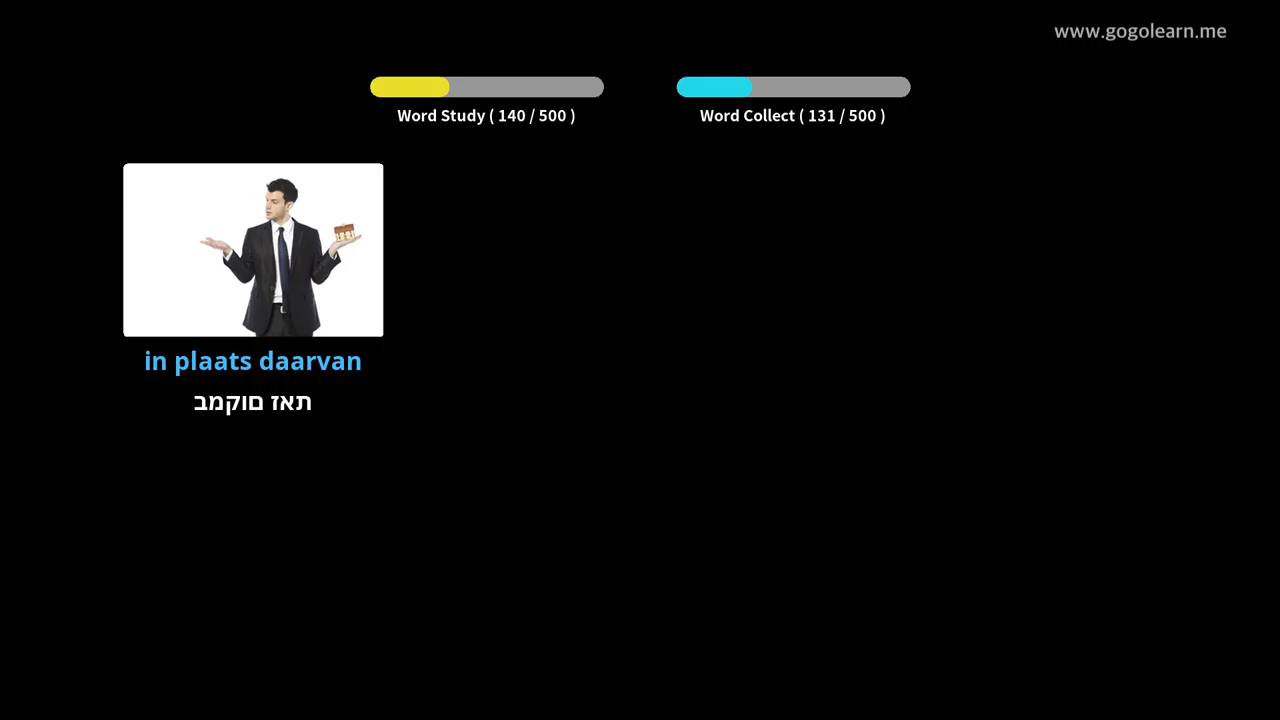 www.gogolearn.me
Word Study ( 140 / 500 )
Word Collect ( 131 / 500 )
in plaats daarvan
במקום זאת